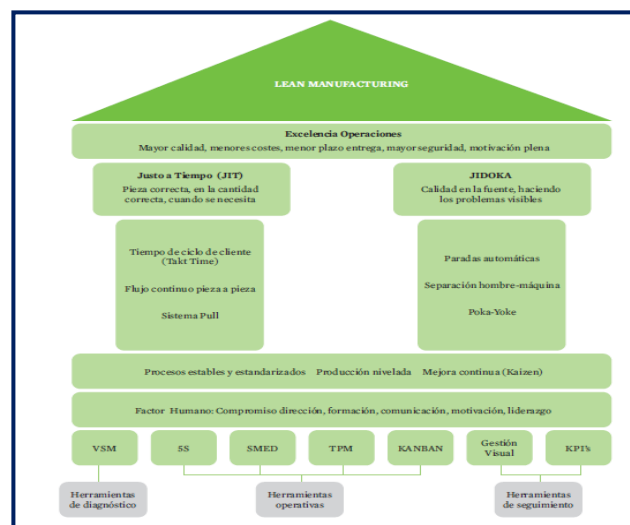 LEAN MANUFACTURING
Excelencia Operaciones
Mayor calidad, menores costes, menor plazo entrega, mayor seguridad, motivación plena
Justo a Tiempo (JIT)
Pieza correcta, en la cantidad
correcta, cuando se necesita
JIDOKA
Calidad en la fuente, haciendo
los problemas visibles
Tiempo de ciclo de cliente
(Takt Time)
Flujo continuo pieza a pieza
Sistema Pull
Paradas automáticas
Separación hombre-máquina
Poka-Yoke
Procesos estables y estandarizados Producción nivelada Mejora continua (Kaizen)
Factor Humano: Compromiso dirección, formación, comunicación, motivación, liderazgo
VSM
5S
SMED
TPM
KANBAN
Gestión
Visual
KPI's
Herramientas
de diagnóstico
Herramientas
operativas
Herramientas
de seguimiento